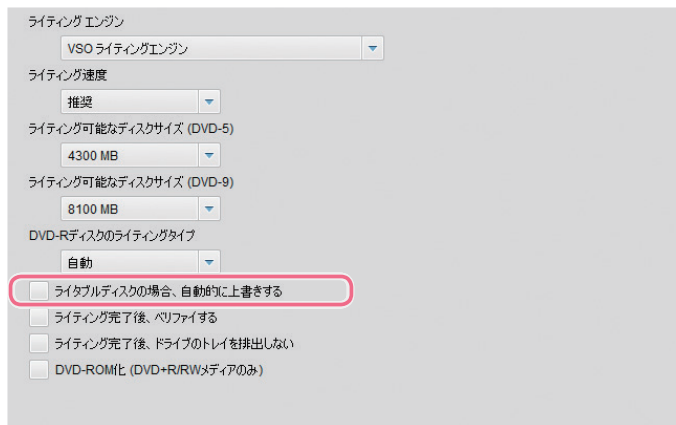 ライティング エンジン
VSO ライティングエンジン
ライティング速度
推奨
ライティング可能なディスクサイズ (DVD-5)
4300 MB
ライティング可能なディスクサイズ (DVD-9)
8100 MB
DVD-Rディスクのライティングタイプ
自動
ライタブルディスクの場合、自動的に上書きする
ライティング完了後、ベリファイする
ライティング完了後、ドライブのトレイを排出しない
DVD-ROM化 (DVD+R/RWメディアのみ)